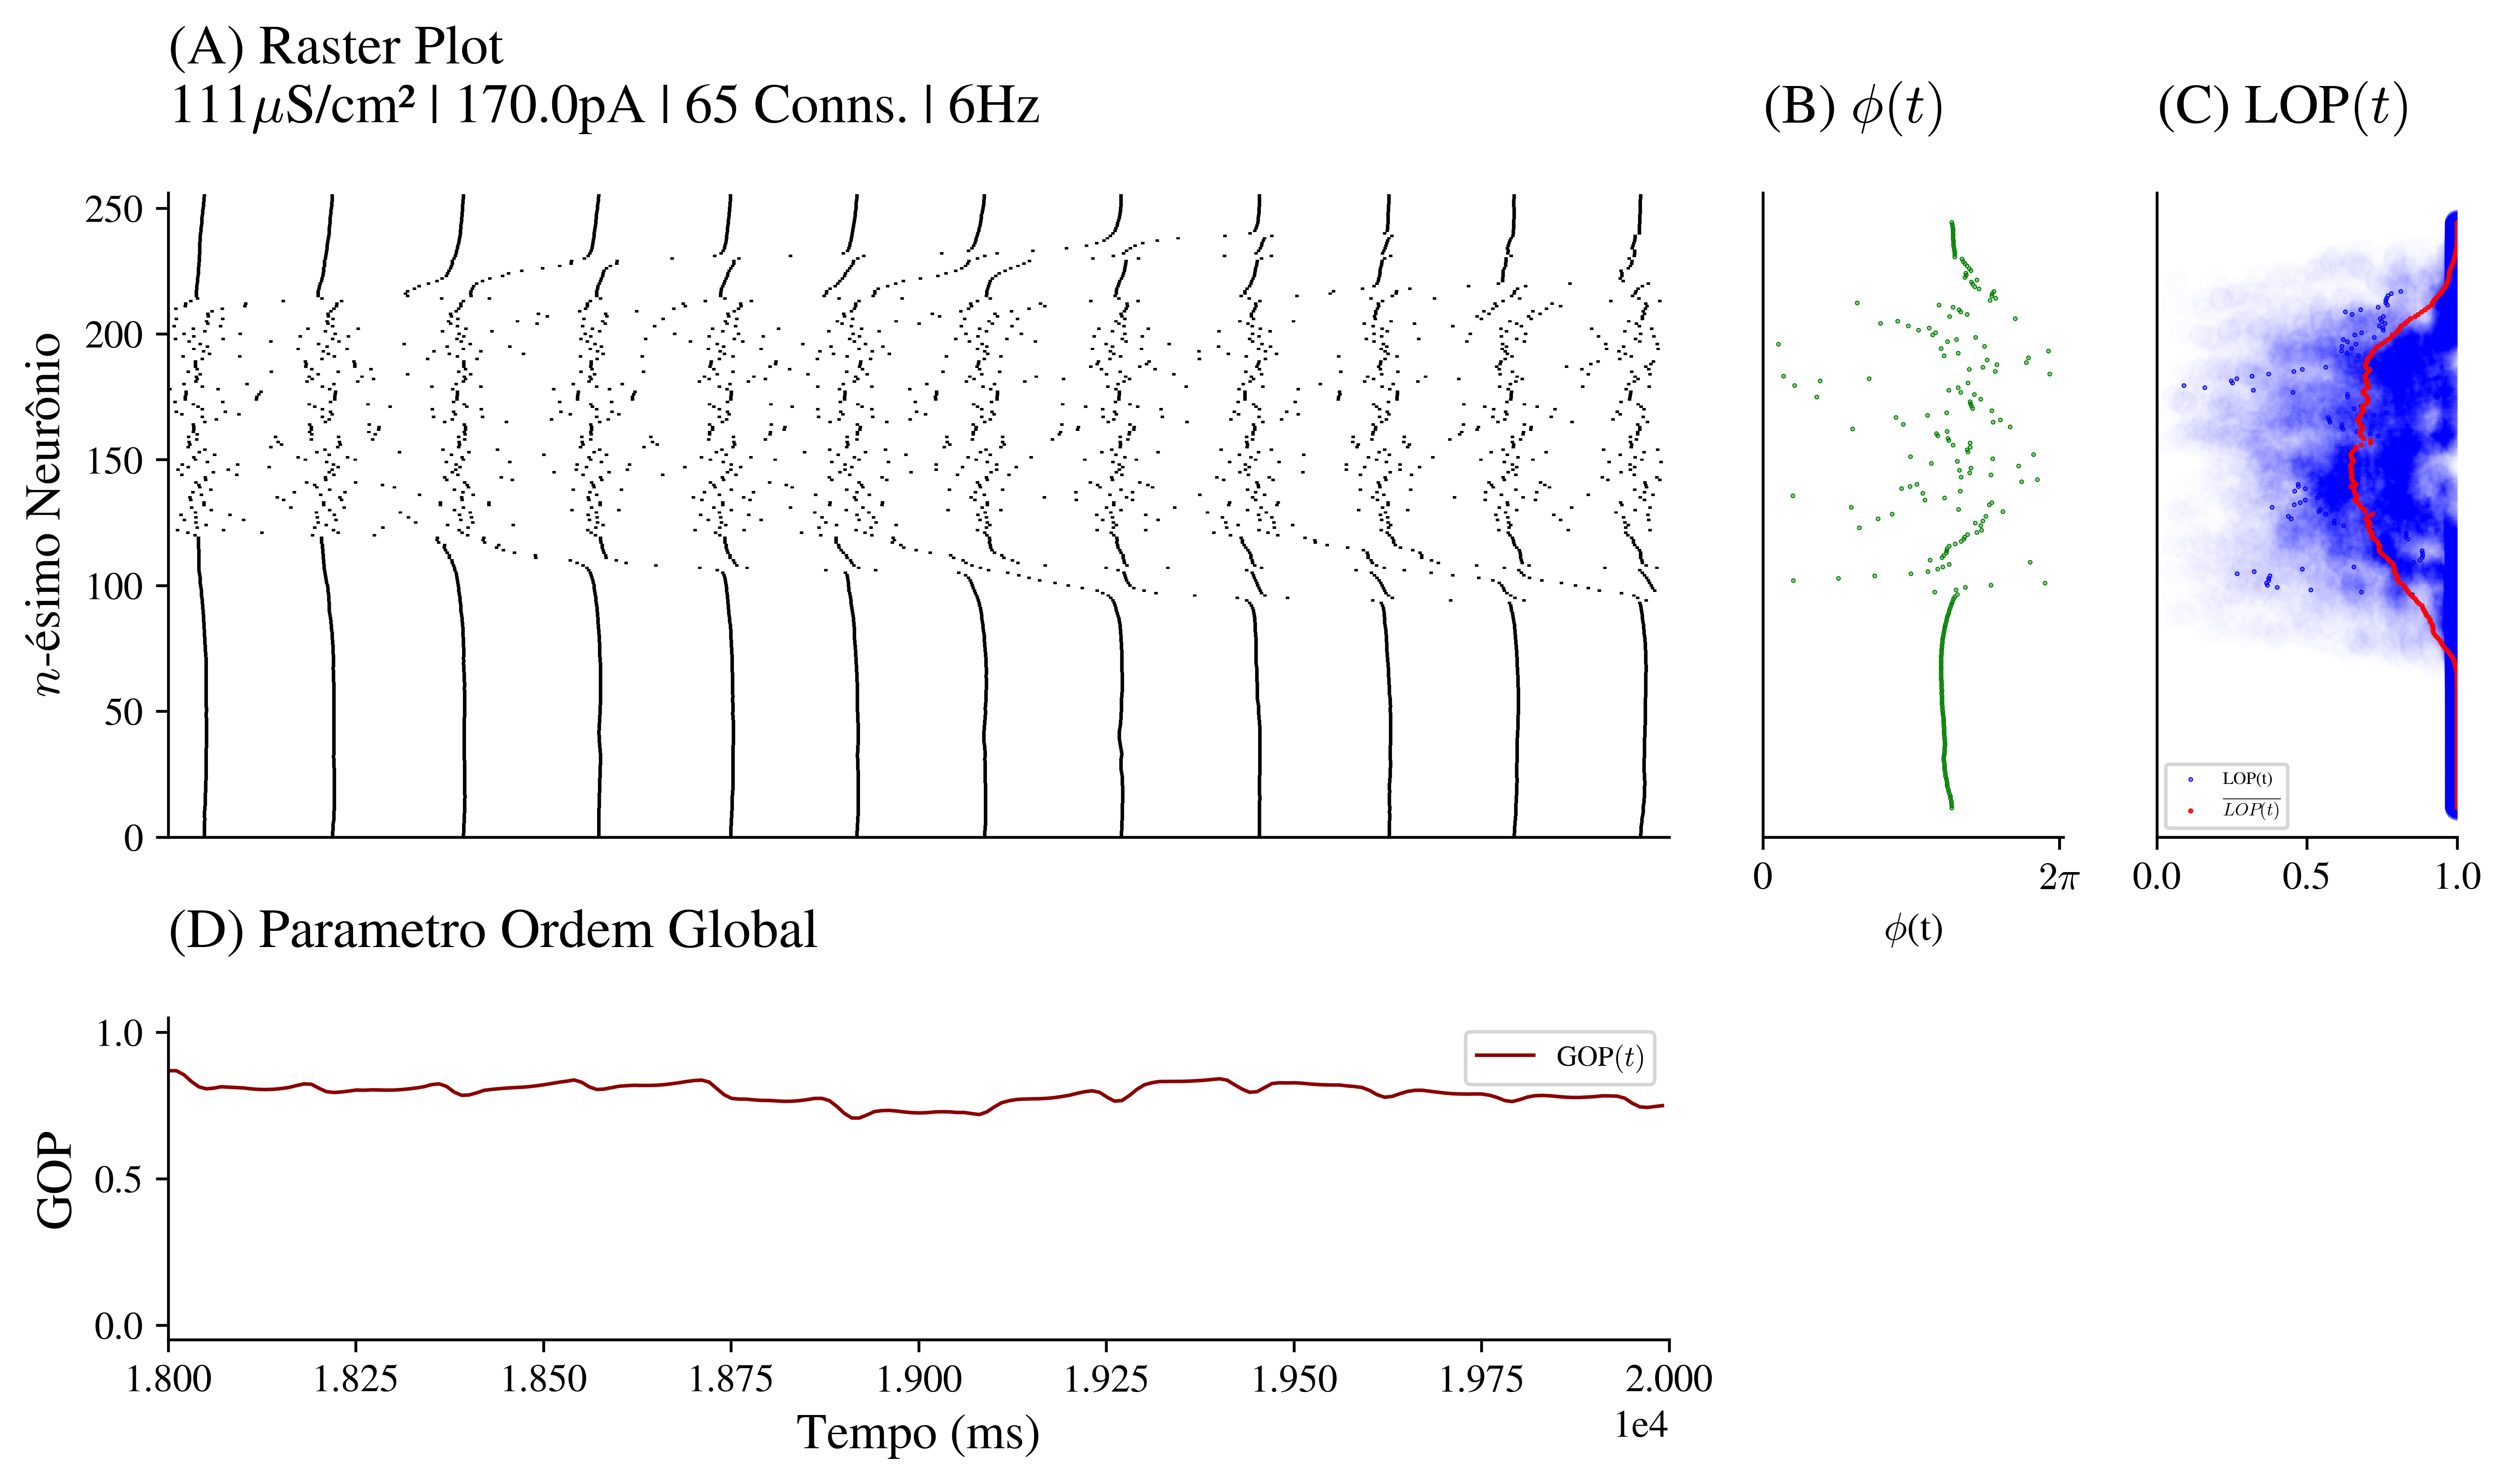 (A) Raster Plot
111μS/cm² | 170.0pA | 65 Conns. | 6Hz
(B) ϕ(t)
(C) LOP(t)
n-ésimo Neurônio
250
200
150
100
50
0
0
2π
ϕ(t)
LOP(t)
LOP(t)
0.0
0.5
1.0
(D) Parametro Ordem Global
GOP
1.0
0.5
0.0
GOP(t)
1.800
1.825
1.850
1.875
1.900
1.925
1.950
1.975
2.000
1e4
Tempo (ms)